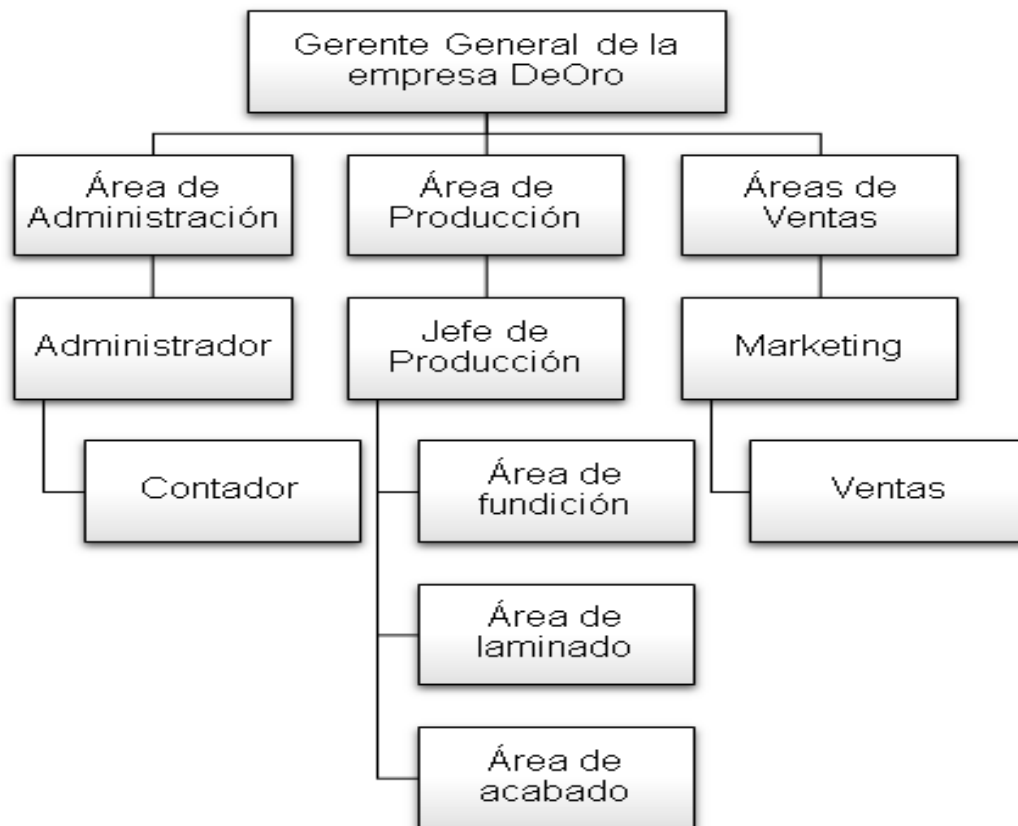 Gerente General de la
empresa DeOro
Área de
Administración
Área de
Producción
Áreas de
Ventas
Administrador
Jefe de
Producción
Marketing
Contador
Área de
fundición
Ventas
Área de
laminado
Área de
acabado